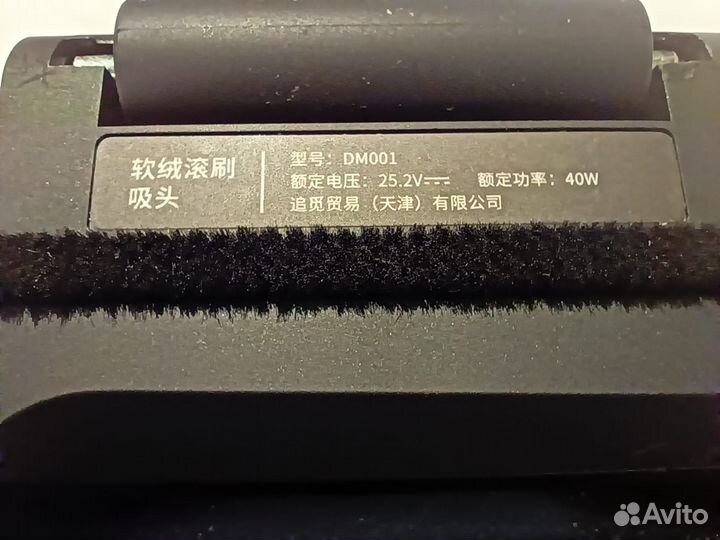 软绒滚刷
吸头
型号：DM001
额定电压：25.2V⎓ 额定功率：40W
追觅贸易（天津）有限公司
Avito